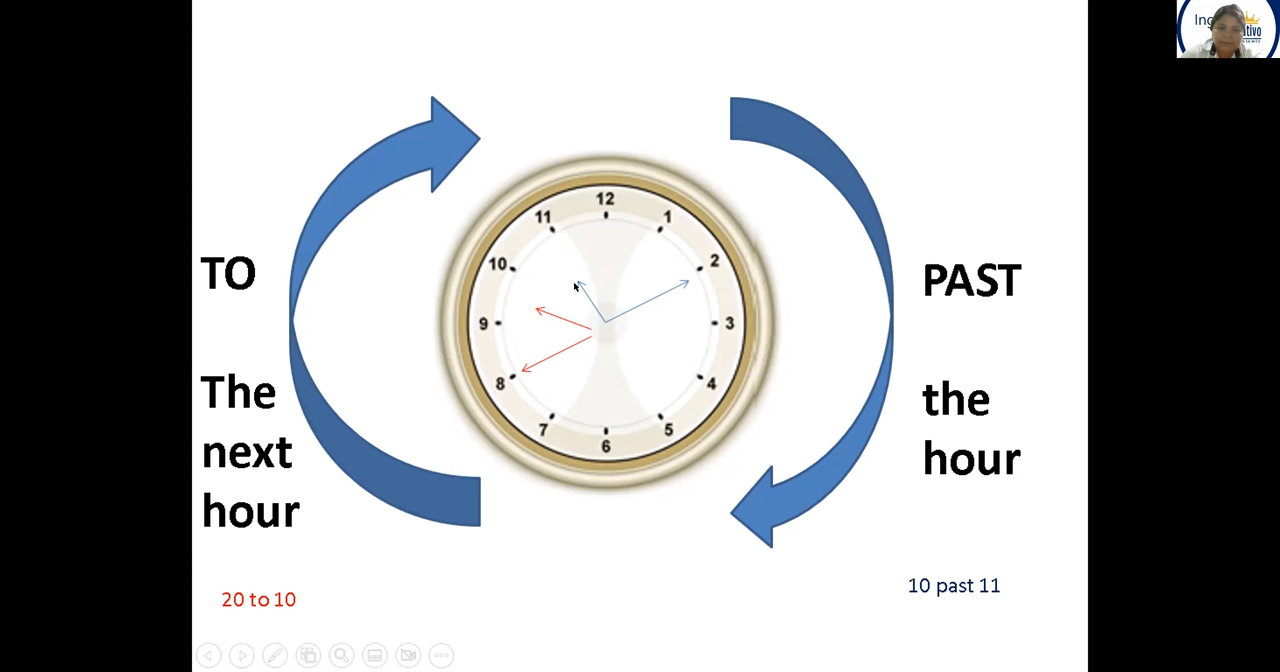 TO
The
next
hour
20 to 10
12
1
2
3
4
5
6
7
8
9
10
11
PAST
the
hour
10 past 11